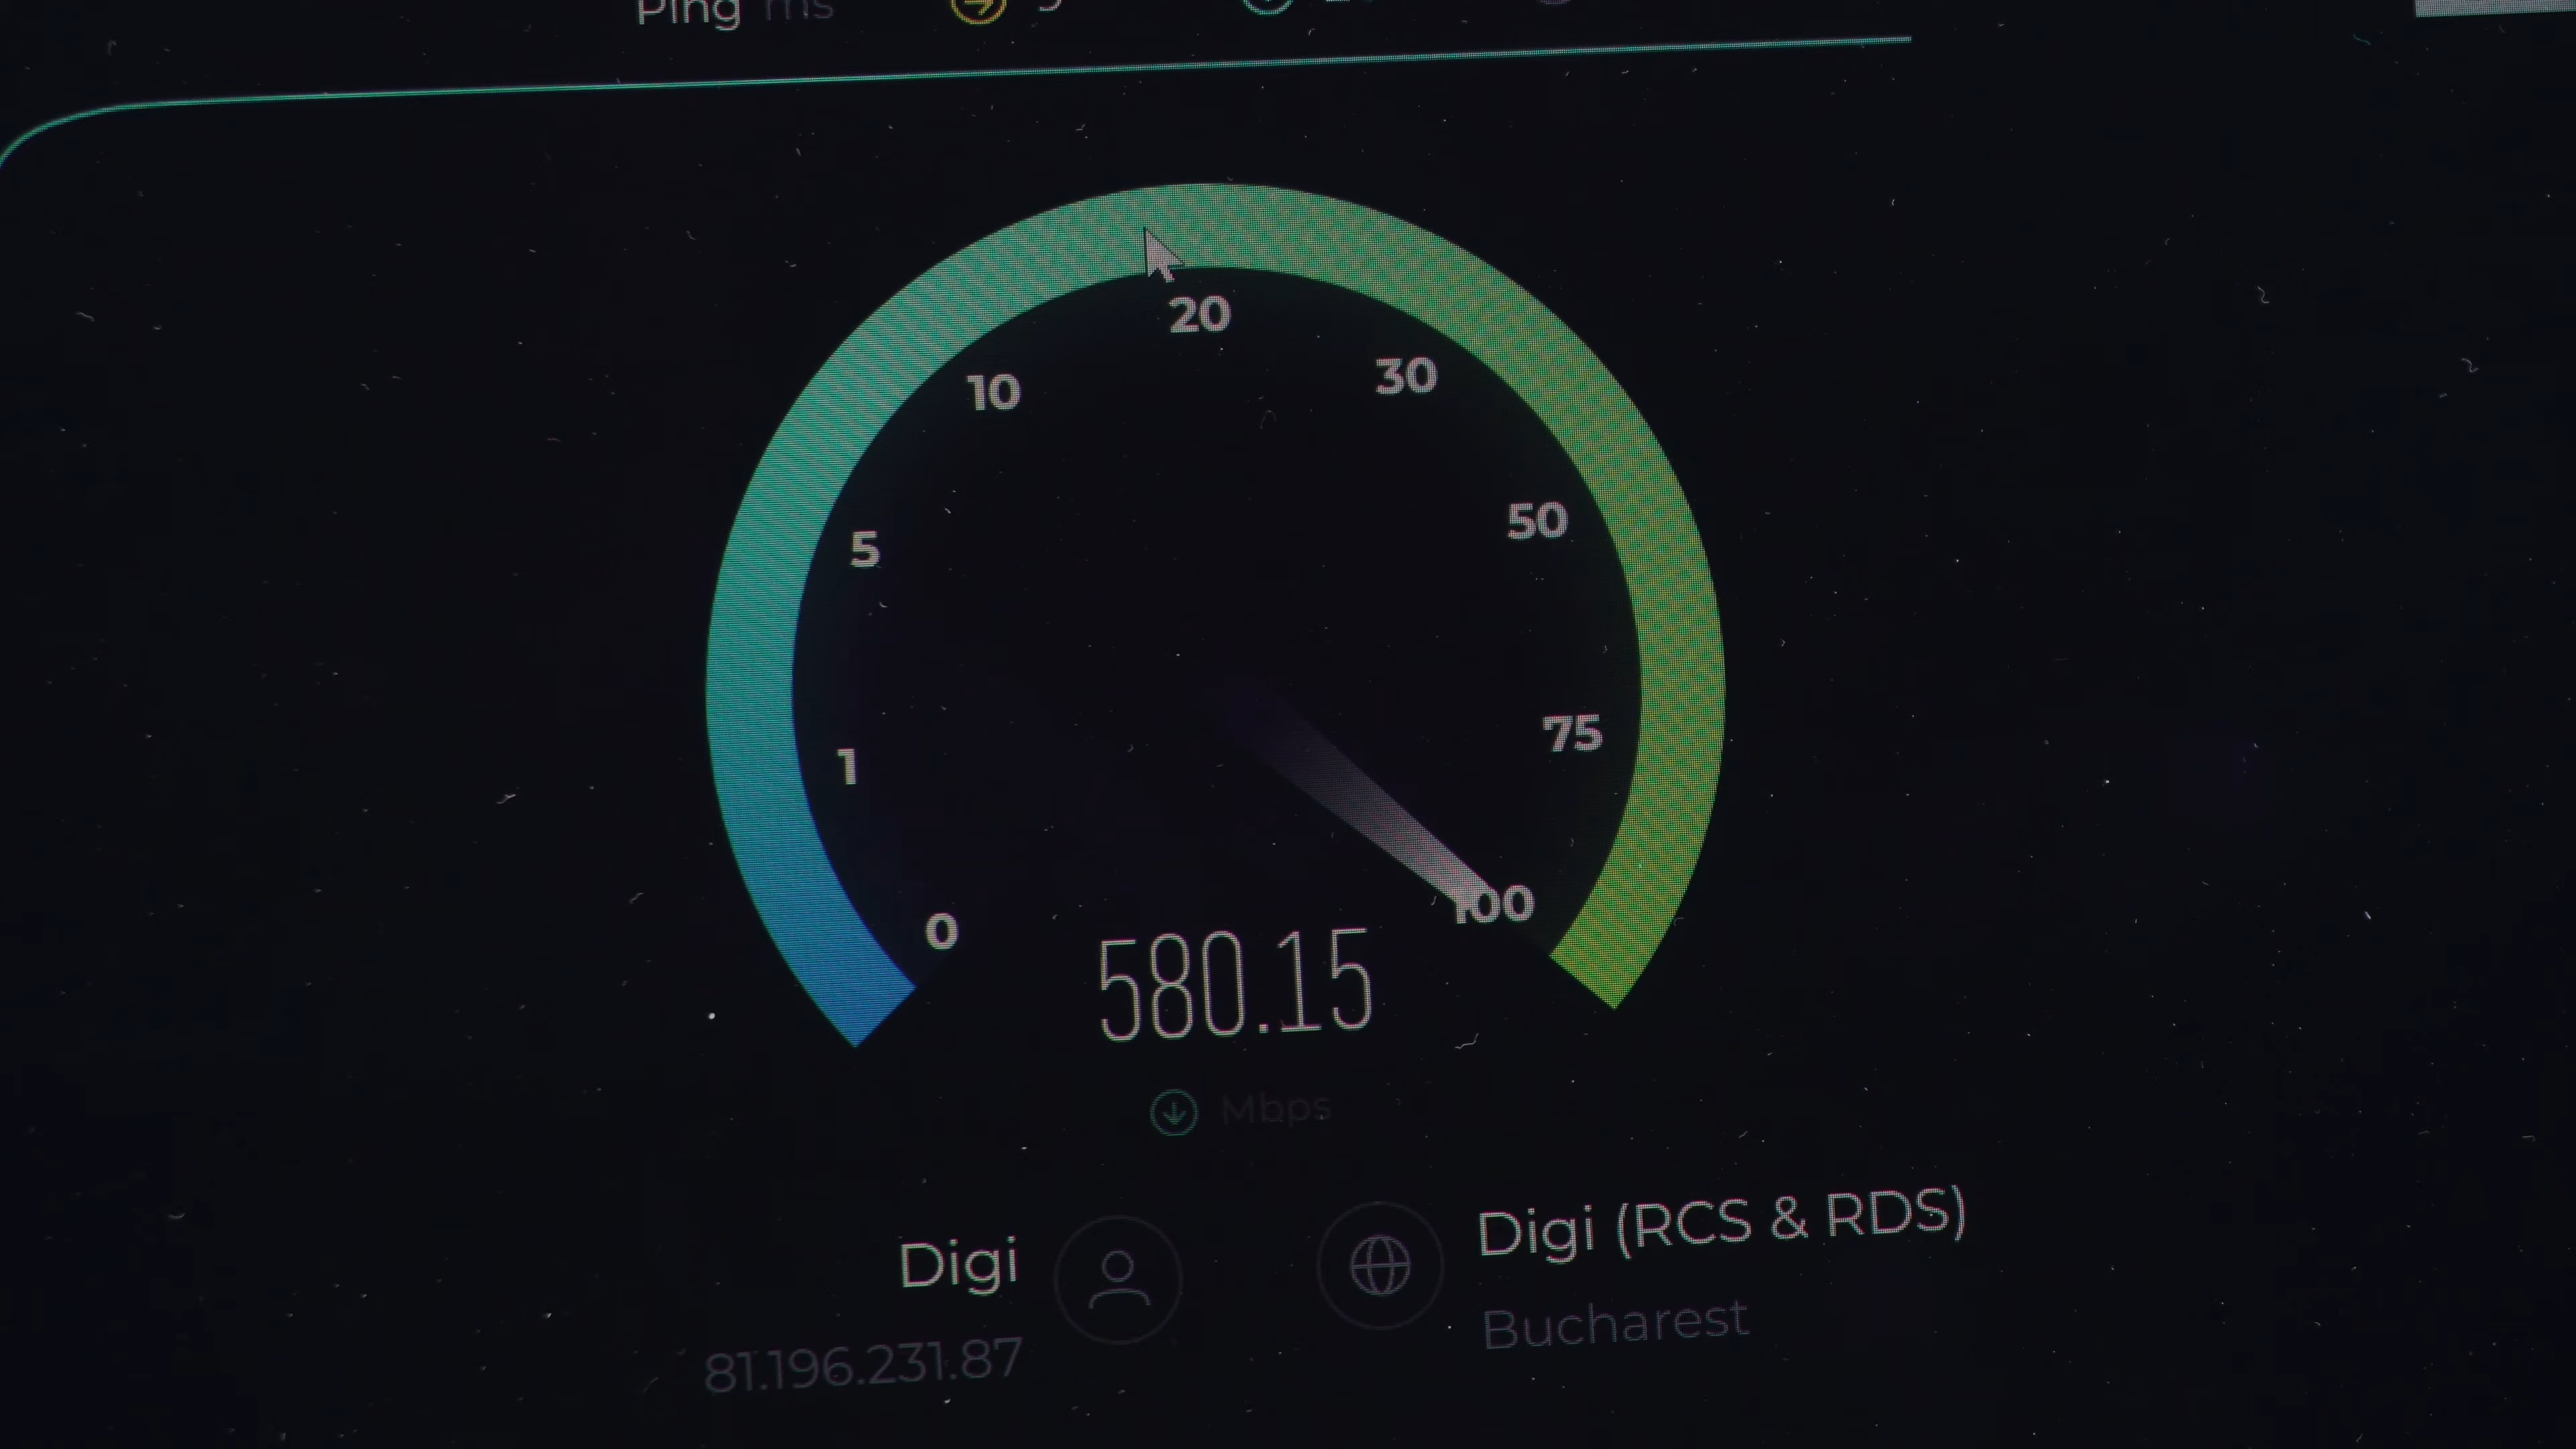 Ping ms
20
10
30
5
50
1
75
0
100
580.15
Mbps
Digi
Digi (RCS & RDS)
81.196.231.87
Bucharest